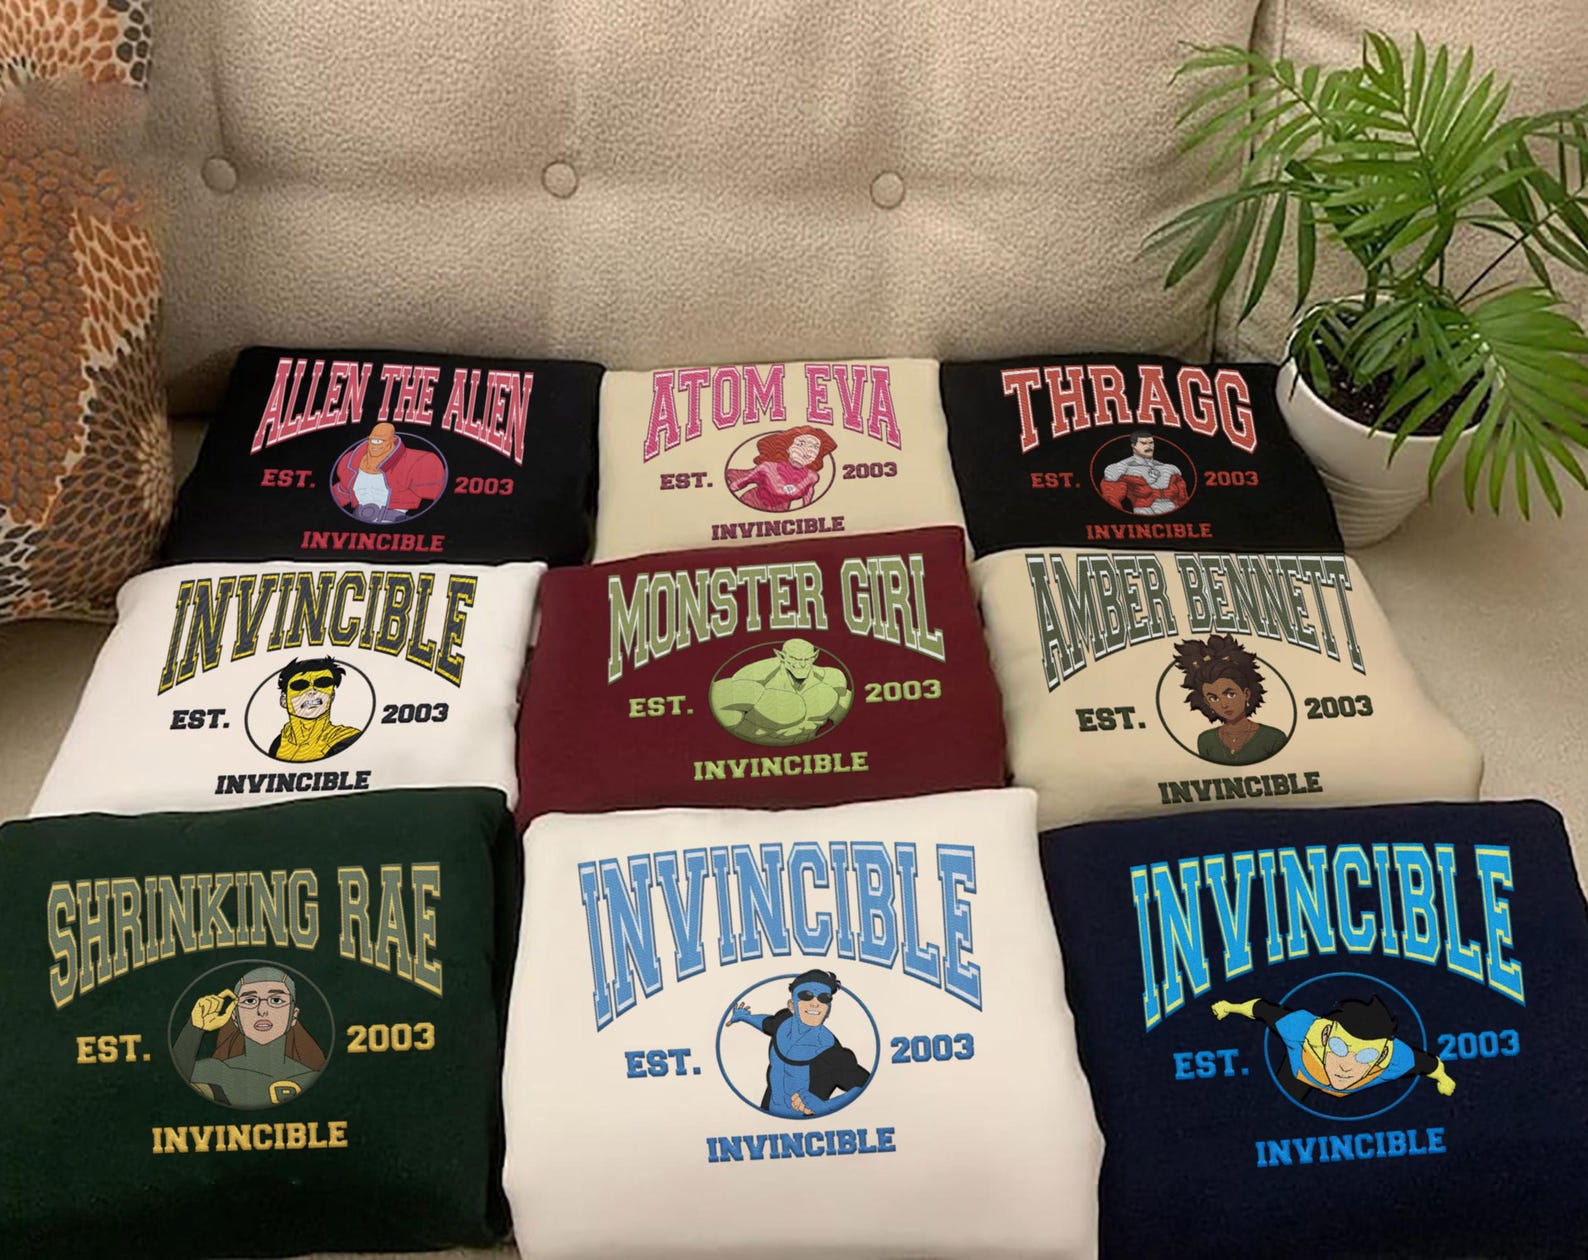 ALLEN THE ALIEN
EST. 2003
INVINCIBLE
ATOM EVA
EST. 2003
INVINCIBLE
THRAGG
EST. 2003
INVINCIBLE
INVINCIBLE
EST. 2003
INVINCIBLE
MONSTER GIRL
EST. 2003
INVINCIBLE
AMBER BENNETT
EST. 2003
INVINCIBLE
SHRINKING RAE
EST. 2003
INVINCIBLE
INVINCIBLE
EST. 2003
INVINCIBLE
INVINCIBLE
EST. 2003
INVINCIBLE